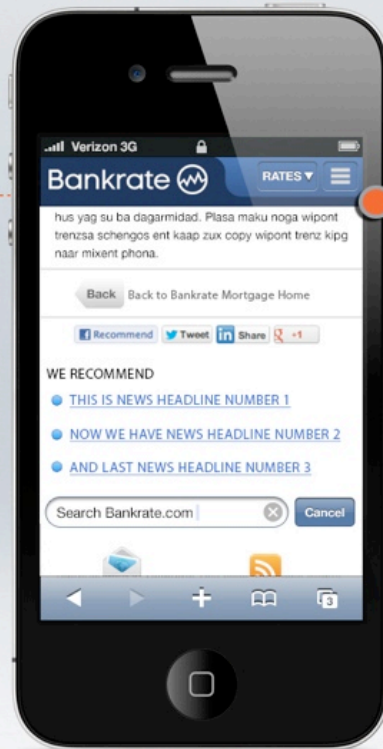 Verizon 3G
Bankrate RATES ▼
hus yag su ba dagarmidad. Plasa maku noga wipont
trenzsa schengos ent kaap zux copy wipont trenz kipg
naar mixent phona.
Back Back to Bankrate Mortgage Home
Recommend Tweet in Share g +1
WE RECOMMEND
THIS IS NEWS HEADLINE NUMBER 1
NOW WE HAVE NEWS HEADLINE NUMBER 2
AND LAST NEWS HEADLINE NUMBER 3
Search Bankrate.com Cancel
3